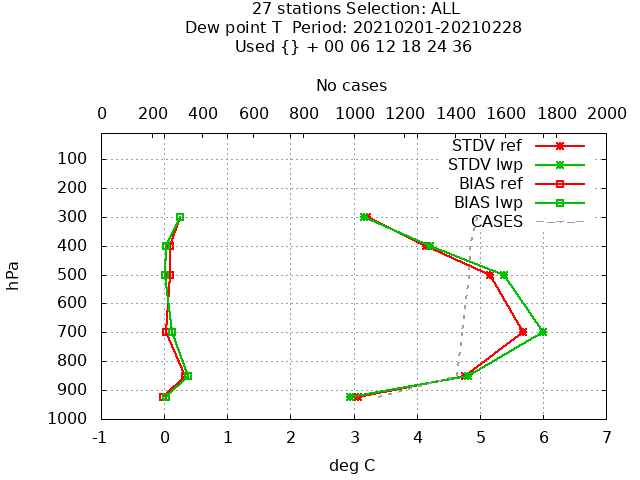 27 stations Selection: ALL
Dew point T  Period: 20210201-20210228
Used {} + 00 06 12 18 24 36
No cases
0 200 400 600 800 1000 1200 1400 1600 1800 2000
STDV ref
STDV lwp
BIAS ref
BIAS lwp
CASES
hPa
100
200
300
400
500
600
700
800
900
1000
-1 0 1 2 3 4 5 6 7
deg C